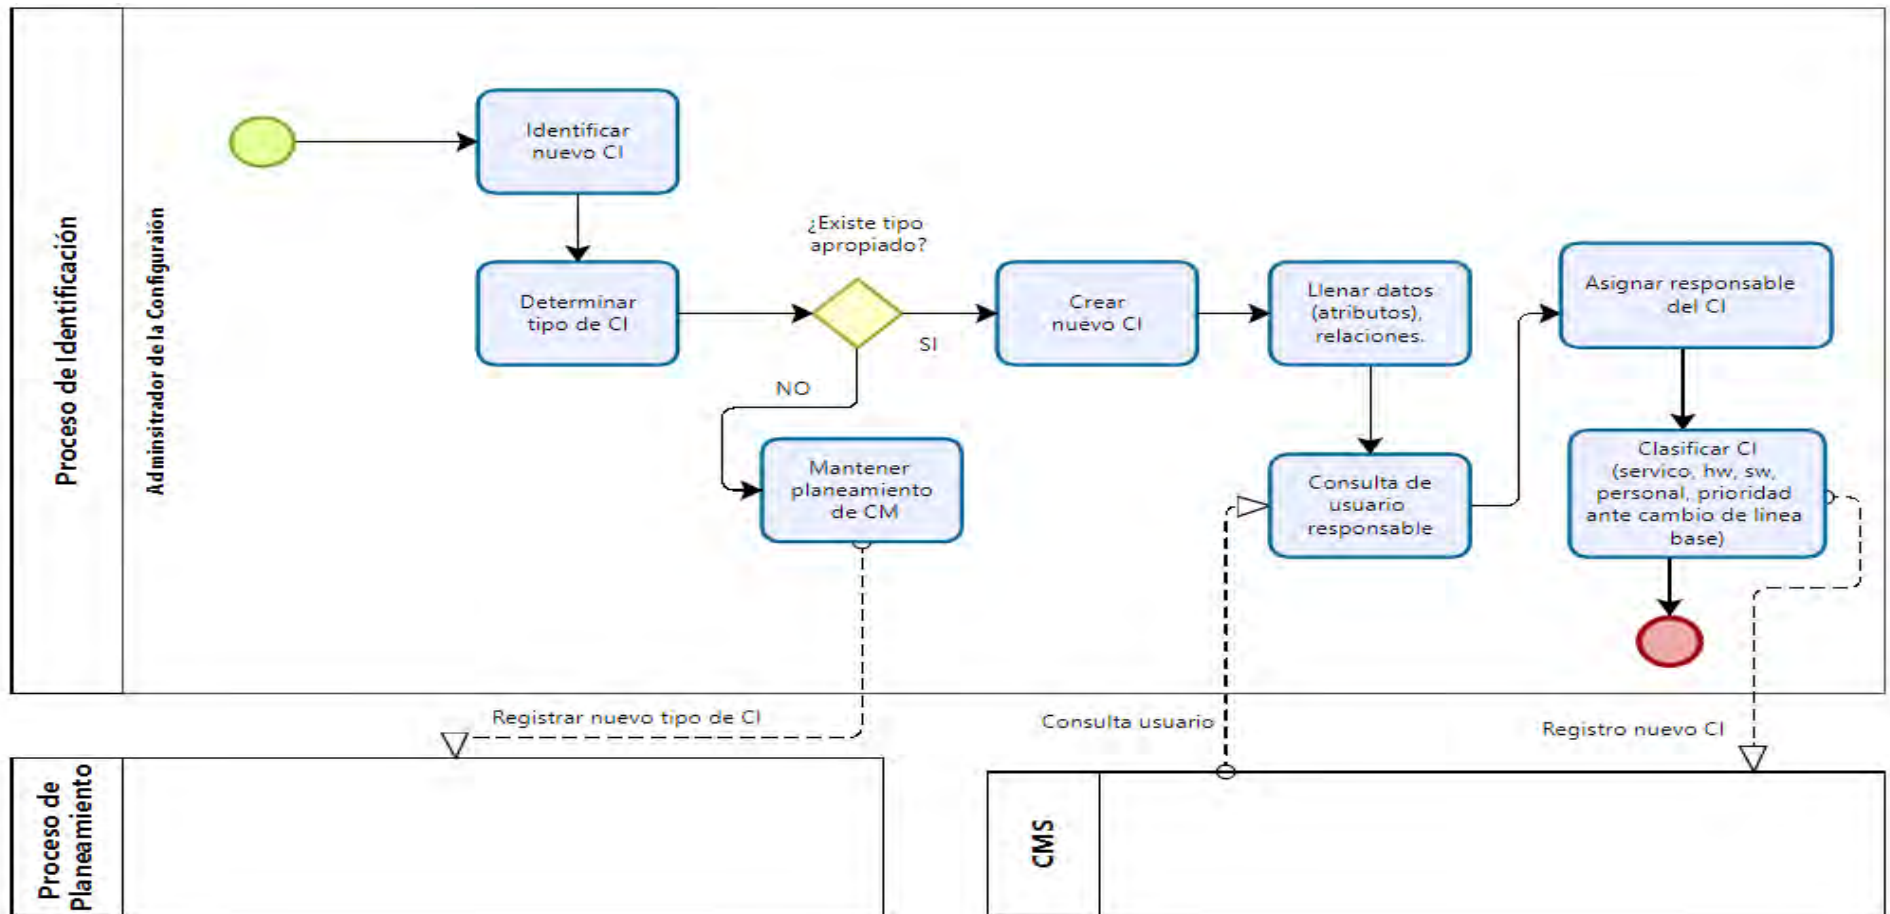 Proceso de Identificación
Adminsitrador de la Configuraión
Identificar
nuevo CI
Determinar
tipo de CI
¿Existe tipo
apropiado?
SI
NO
Mantener
planeamiento
de CM
Crear
nuevo CI
Llenar datos
(atributos),
relaciones.
Consulta de
usuario
responsable
Asignar responsable
del CI
Clasificar CI
(servico, hw, sw,
personal, prioridad
ante cambio de linea
base)
Registrar nuevo tipo de CI
Consulta usuario
Registro nuevo CI
Proceso de
Planeamiento
CMS